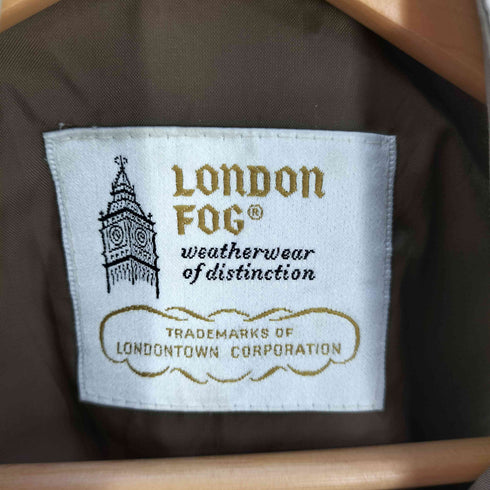 LONDON
FOG®
weatherwear
of distinction
TRADEMARKS OF
LONDONTOWN CORPORATION